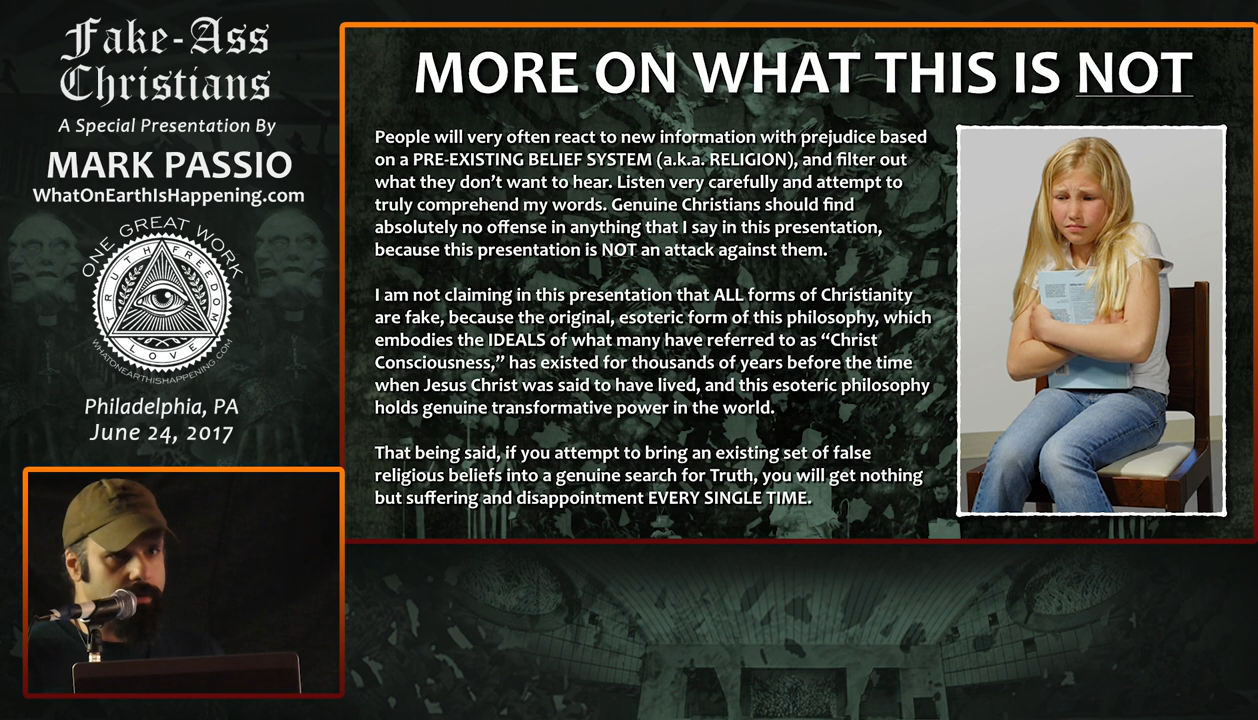 Fake-Ass
Christians
A Special Presentation By
MARK PASSIO
WhatOnEarthIsHappening.com
ONE GREAT WORK
TRUTH FREEDOM LOVE
WHATONEARTHISHAPPENING.COM
Philadelphia, PA
June 24, 2017
MORE ON WHAT THIS IS NOT
People will very often react to new information with prejudice based
on a PRE-EXISTING BELIEF SYSTEM (a.k.a. RELIGION), and filter out
what they don’t want to hear. Listen very carefully and attempt to
truly comprehend my words. Genuine Christians should find
absolutely no offense in anything that I say in this presentation,
because this presentation is NOT an attack against them.
I am not claiming in this presentation that ALL forms of Christianity
are fake, because the original, esoteric form of this philosophy, which
embodies the IDEALS of what many have referred to as “Christ
Consciousness,” has existed for thousands of years before the time
when Jesus Christ was said to have lived, and this esoteric philosophy
holds genuine transformative power in the world.
That being said, if you attempt to bring an existing set of false
religious beliefs into a genuine search for Truth, you will get nothing
but suffering and disappointment EVERY SINGLE TIME.